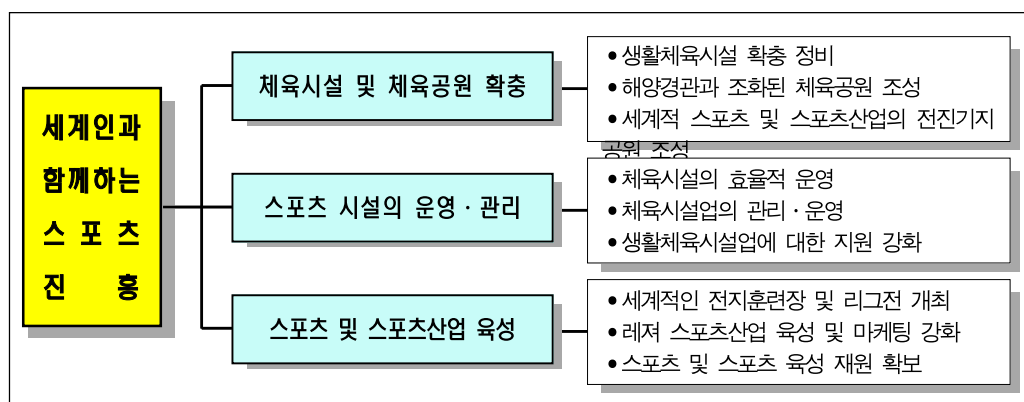 세계인과
함께하는
스 포 츠
진 흥
체육시설 및 체육공원 확충
• 생활체육시설 확충 정비
• 해양경관과 조화된 체육공원 조성
• 세계적 스포츠 및 스포츠산업의 전진기지
공원 조성
스포츠 시설의 운영·관리
• 체육시설의 효율적 운영
• 체육시설업의 관리·운영
• 생활체육시설업에 대한 지원 강화
스포츠 및 스포츠산업 육성
• 세계적인 전지훈련장 및 리그전 개최
• 레져 스포츠산업 육성 및 마케팅 강화
• 스포츠 및 스포츠 육성 재원 확보